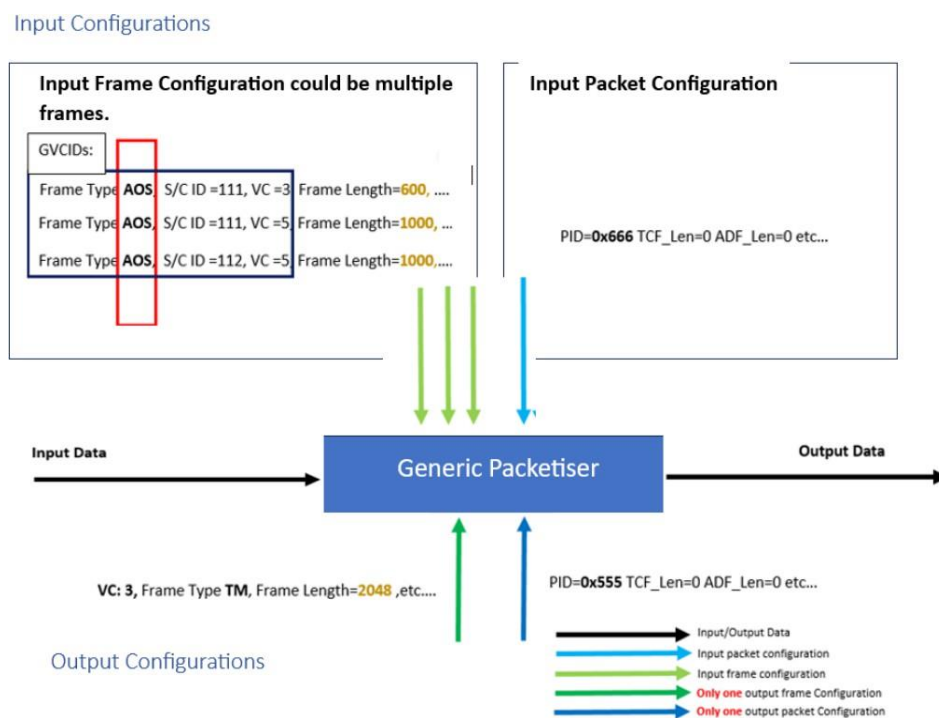 Input Configurations
Input Frame Configuration could be multiple
frames.
GVCIDs:
Frame Type AOS, S/C ID =111, VC =3, Frame Length=600, ....
Frame Type AOS, S/C ID =111, VC =5, Frame Length=1000, ...
Frame Type AOS, S/C ID =112, VC =5, Frame Length=1000,....
Input Packet Configuration
PID=0x666 TCF_Len=0 ADF_Len=0 etc...
Input Data
Generic Packetiser
Output Data
VC: 3, Frame Type TM, Frame Length=2048 ,etc....
PID=0x555 TCF_Len=0 ADF_Len=0 etc...
Output Configurations
Input/Output Data
Input packet configuration
Input frame configuration
Only one output frame Configuration
Only one output packet Configuration